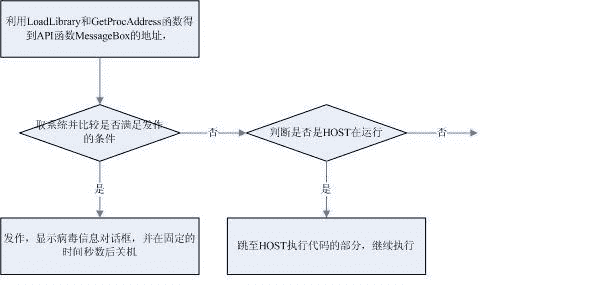 利用LoadLibrary和GetProcAddress函数得
到API函数MessageBox的地址,
取系统并比较是否满足发作
的条件
否
判断是否是HOST在运行
否
是
是
发作，显示病毒信息对话框，并在固定的
时间秒数后关机
跳至HOST执行代码的部分，继续执行